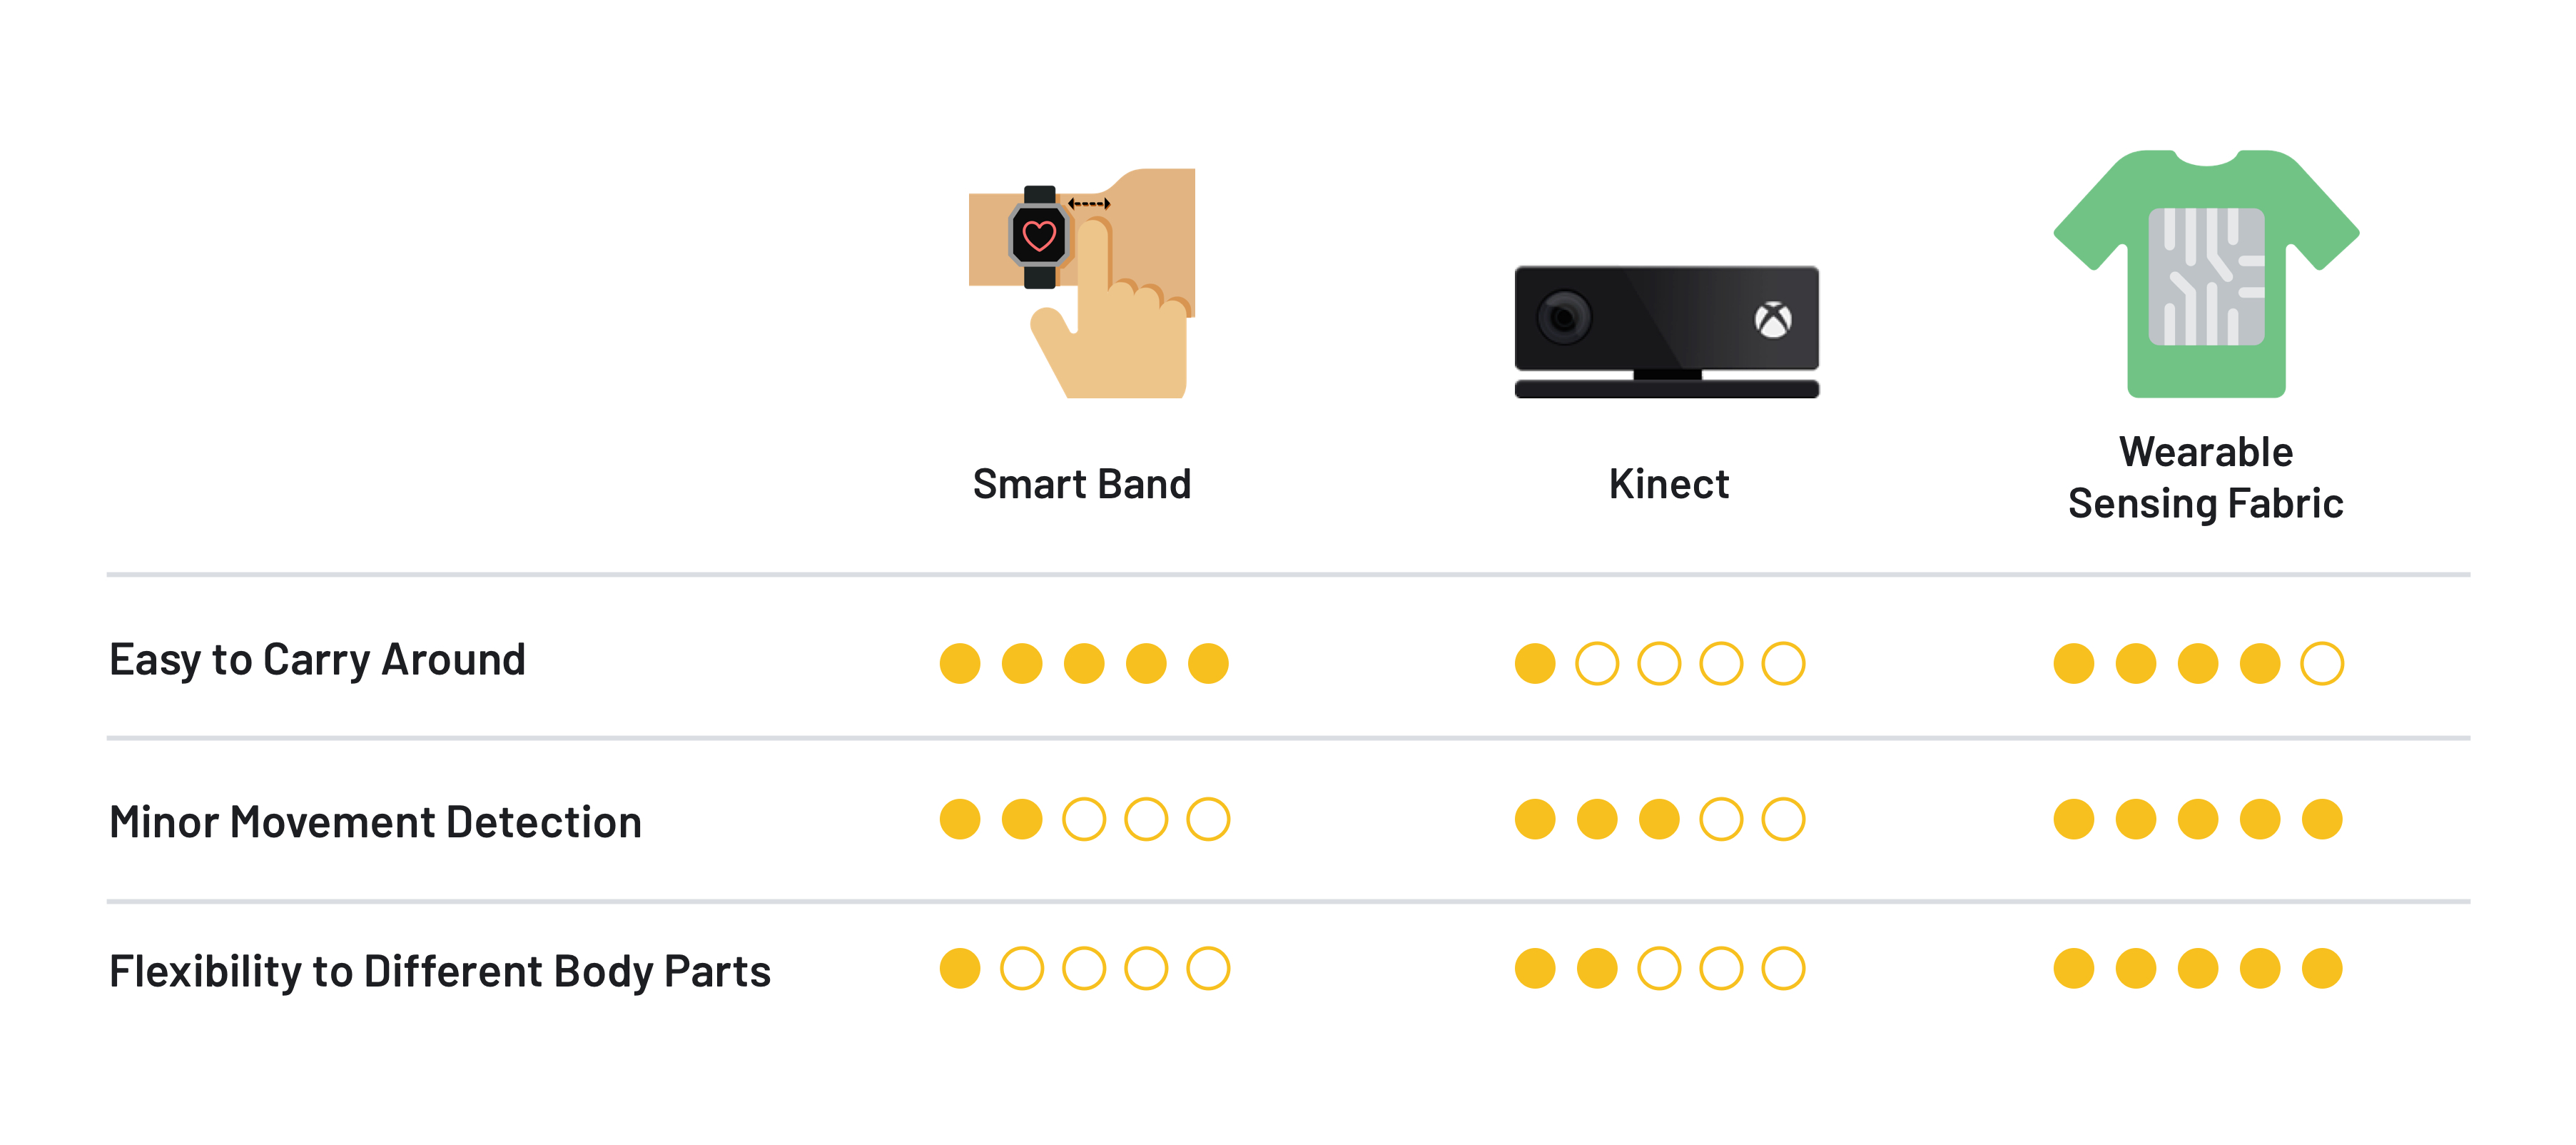 Smart Band
Kinect
Wearable
Sensing Fabric
Easy to Carry Around
Minor Movement Detection
Flexibility to Different Body Parts